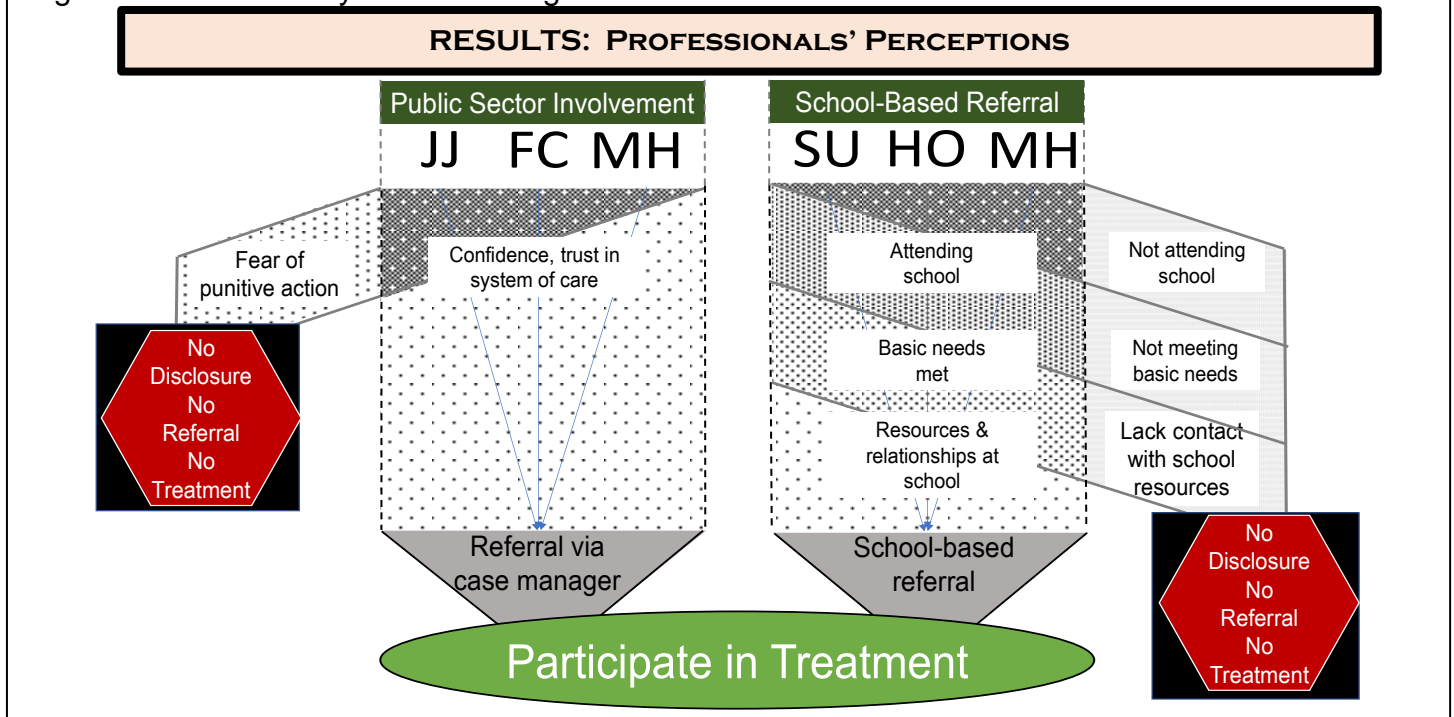 RESULTS: PROFESSIONALS' PERCEPTIONS
Public Sector Involvement
JJ FC MH
Fear of
punitive action
Confidence, trust in
system of care
No
Disclosure
No
Referral
No
Treatment
Referral via
case manager
School-Based Referral
SU HO MH
Attending
school
Not attending
school
Basic needs
met
Not meeting
basic needs
Resources &
relationships at
school
Lack contact
with school
resources
School-based
referral
No
Disclosure
No
Referral
No
Treatment
Participate in Treatment